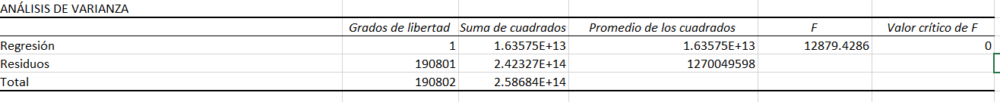 ANÁLISIS DE VARIANZA
Grados de libertad Suma de cuadrados Promedio de los cuadrados F Valor crítico de F
Regresión 1 1.63575E+13 1.63575E+13 12879.4286 0
Residuos 190801 2.42327E+14 1270049598
Total 190802 2.58684E+14